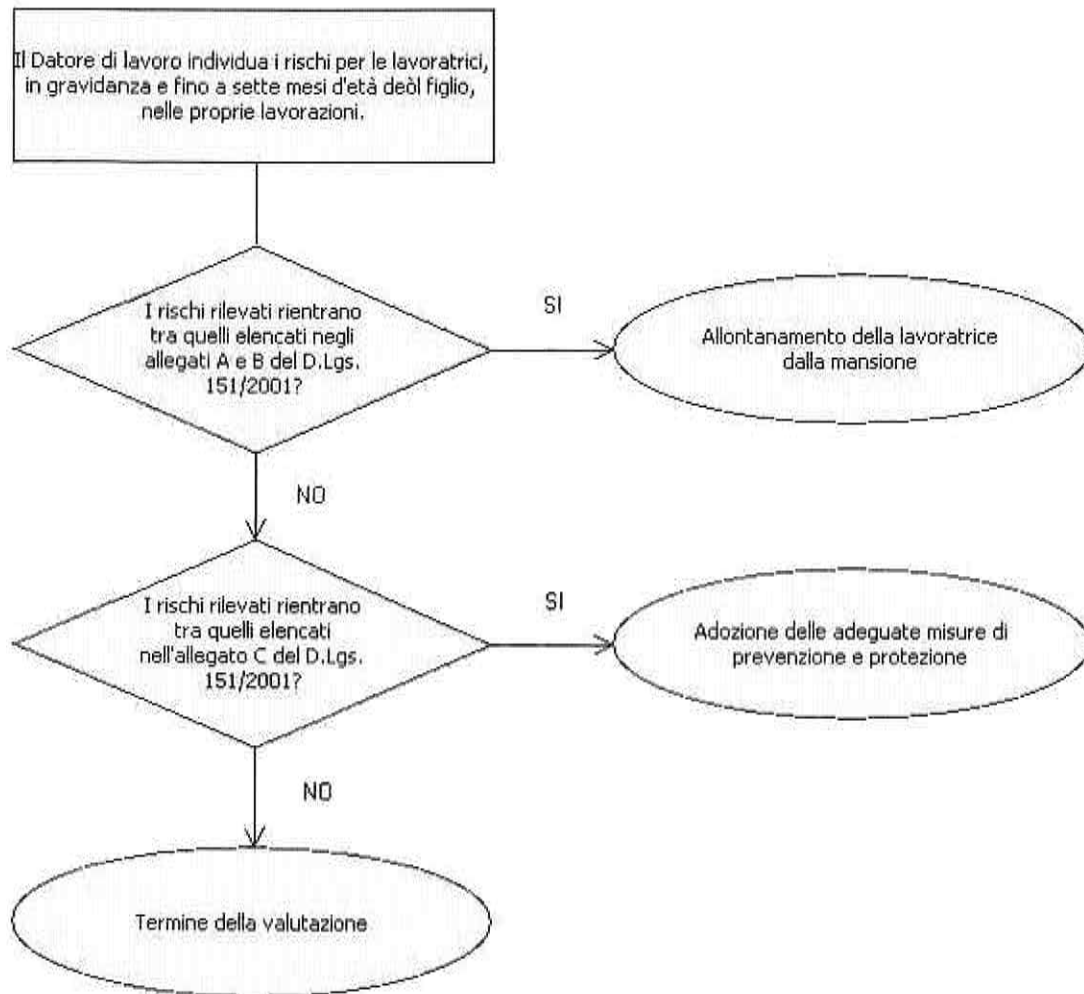 Il Datore di lavoro individua i rischi per le lavoratrici,
in gravidanza e fino a sette mesi d'età deòl figlio,
nelle proprie lavorazioni.
I rischi rilevati rientrano
tra quelli elencati negli
allegati A e B del D.Lgs.
151/2001?
SI
Allontanamento della lavoratrice
dalla mansione
NO
I rischi rilevati rientrano
tra quelli elencati
nell'allegato C del D.Lgs.
151/2001?
SI
Adozione delle adeguate misure di
prevenzione e protezione
NO
Termine della valutazione